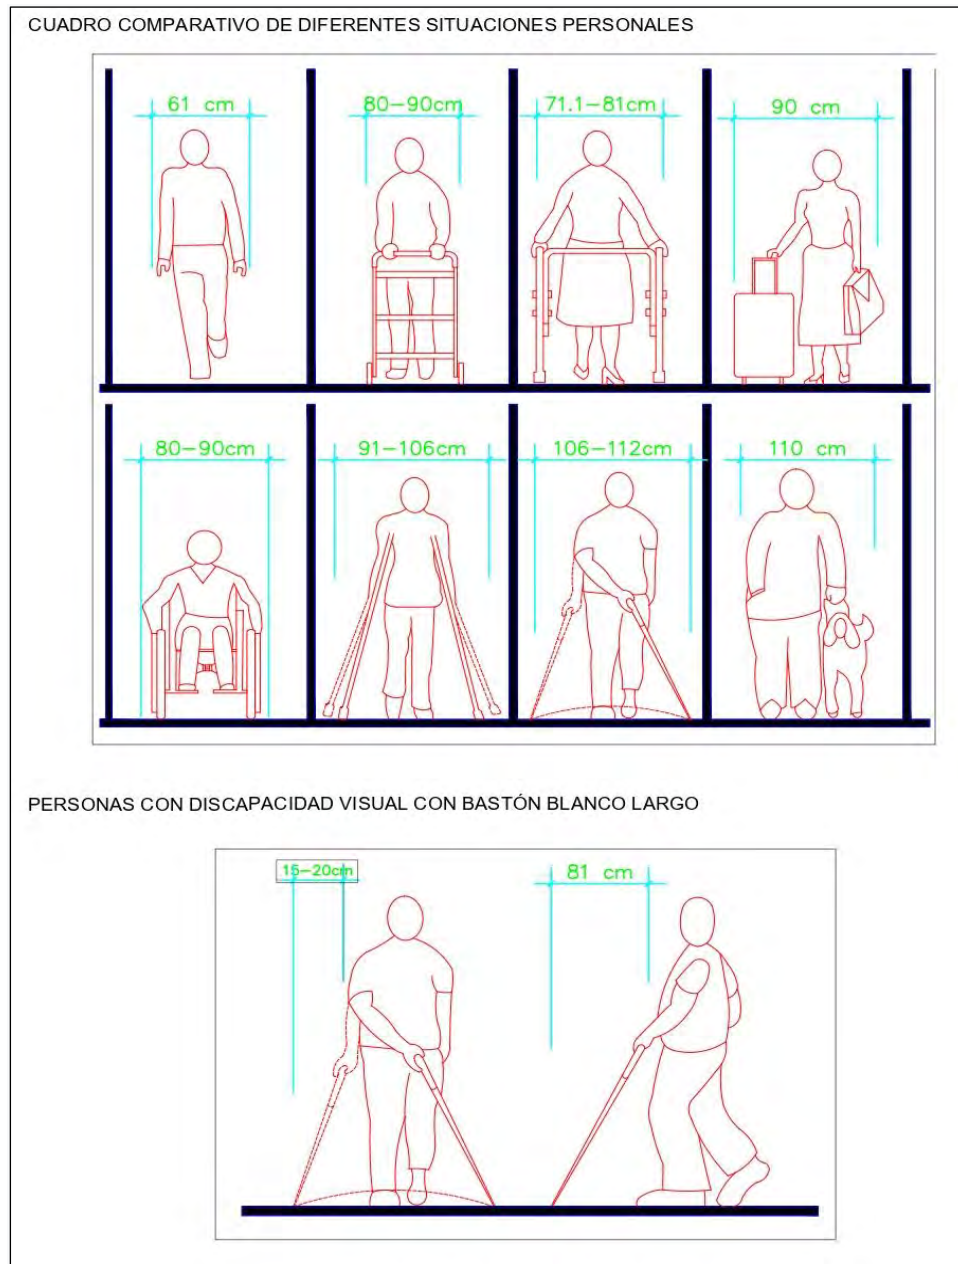 CUADRO COMPARATIVO DE DIFERENTES SITUACIONES PERSONALES
61 cm
80-90cm
71.1-81cm
90 cm
80-90cm
91-106cm
106-112cm
110 cm
PERSONAS CON DISCAPACIDAD VISUAL CON BASTÓN BLANCO LARGO
15-20cm
81 cm